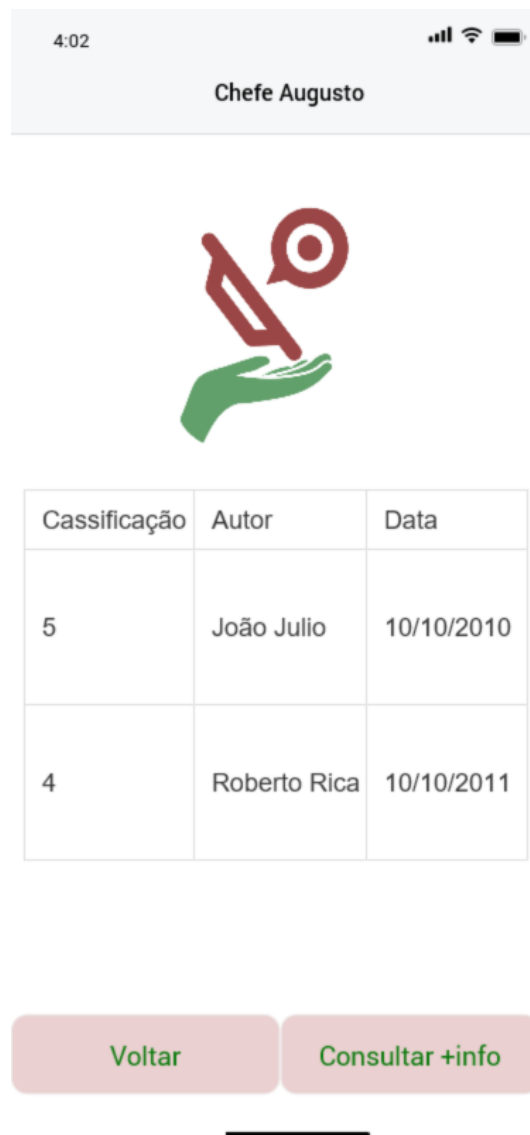 4:02
Chefe Augusto
Cassificação Autor Data
5 João Julio 10/10/2010
4 Roberto Rica 10/10/2011
Voltar Consultar +info